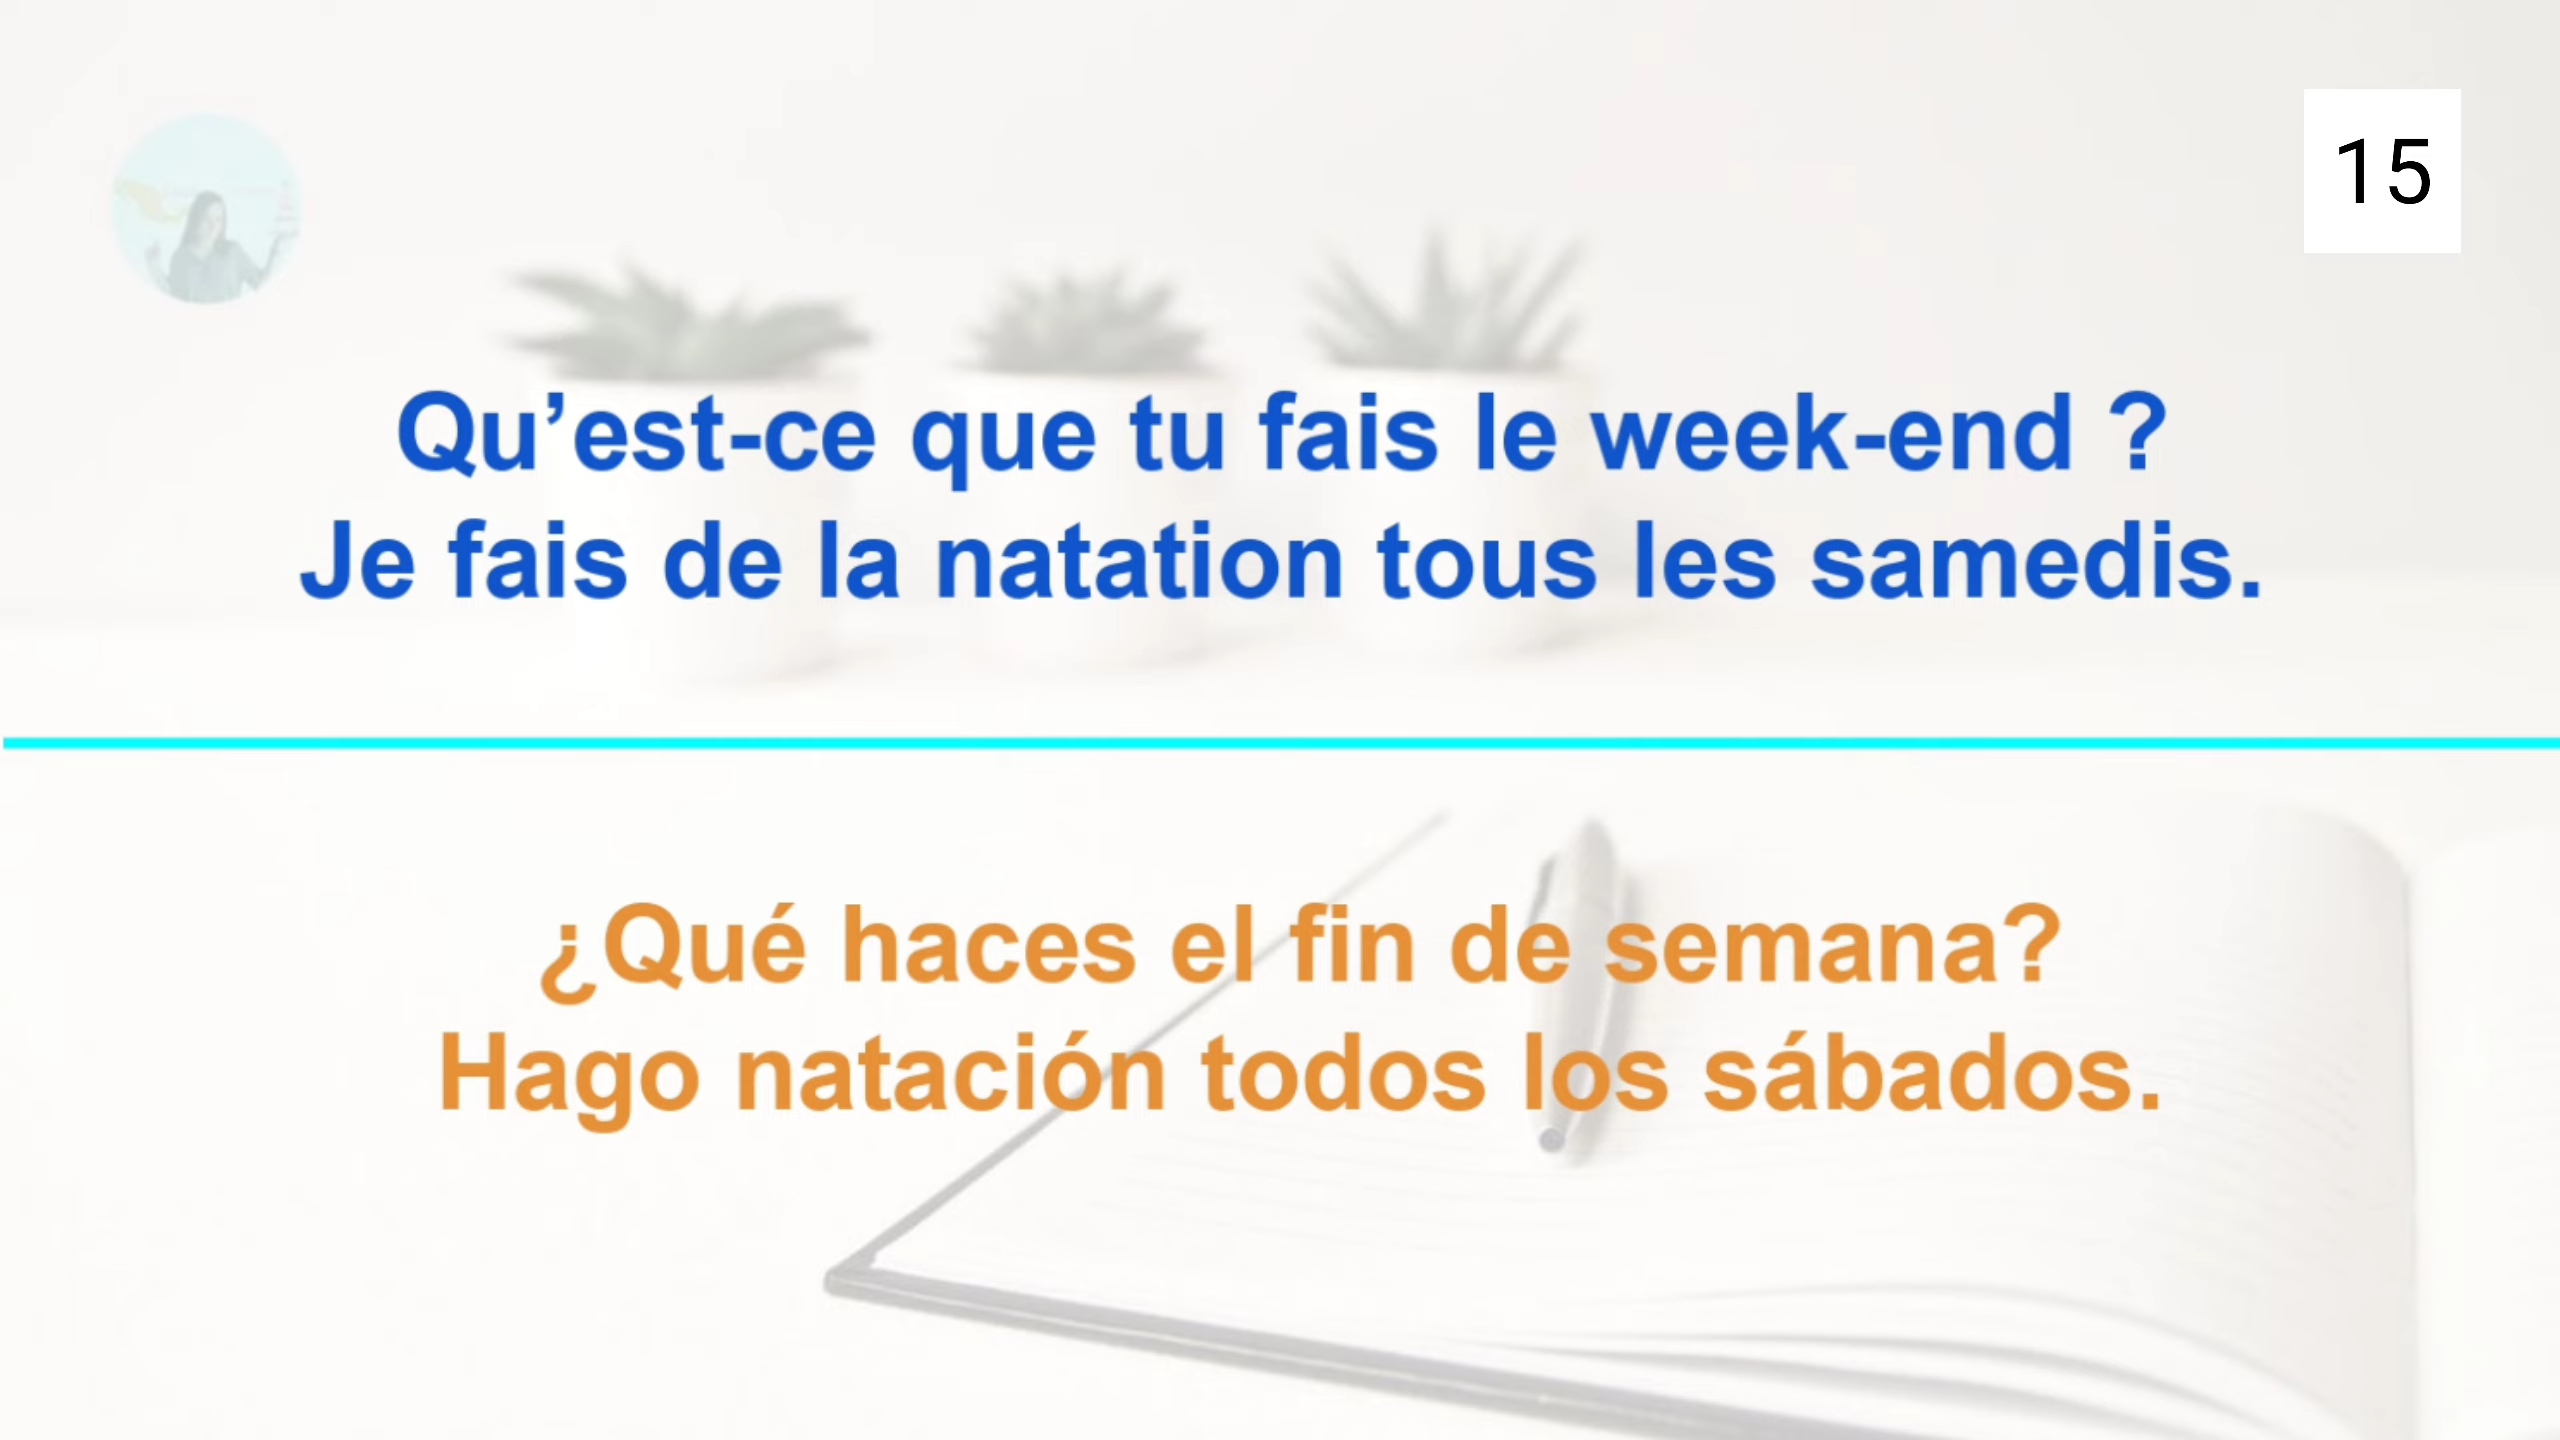 15
Qu’est-ce que tu fais le week-end ?
Je fais de la natation tous les samedis.
¿Qué haces el fin de semana?
Hago natación todos los sábados.